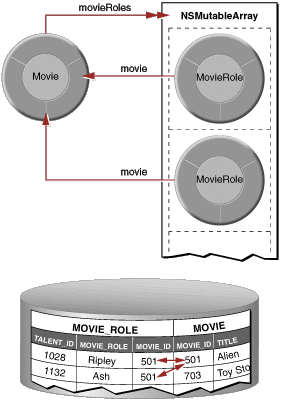 movieRoles
NSMutableArray
Movie
movie
MovieRole
movie
MovieRole
MOVIE_ROLE MOVIE
TALENT_ID MOVIE_ROLE MOVIE_ID MOVIE_ID TITLE
1028 Ripley 501 501 Alien
1132 Ash 501 703 Toy Sto